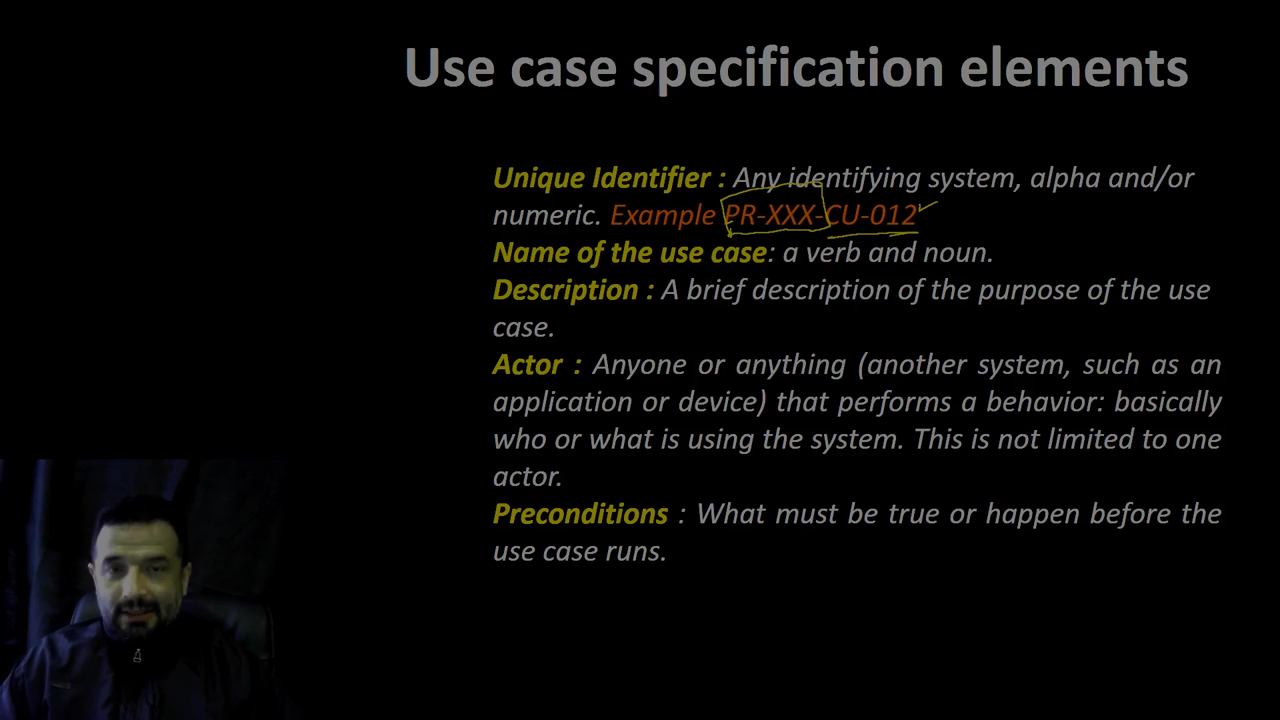 Use case specification elements
Unique Identifier : Any identifying system, alpha and/or
numeric. Example PR-XXX-CU-012
Name of the use case: a verb and noun.
Description : A brief description of the purpose of the use
case.
Actor : Anyone or anything (another system, such as an
application or device) that performs a behavior: basically
who or what is using the system. This is not limited to one
actor.
Preconditions : What must be true or happen before the
use case runs.